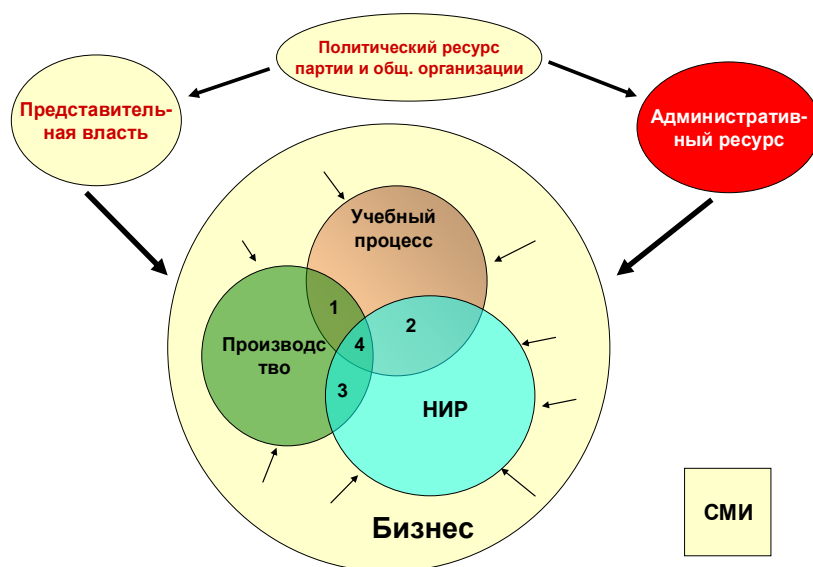 Политический ресурс
партии и общ. организации
Представитель-
ная власть
Административ-
ный ресурс
Учебный
процесс
1
2
Производс
тво
4
3
НИР
Бизнес
СМИ